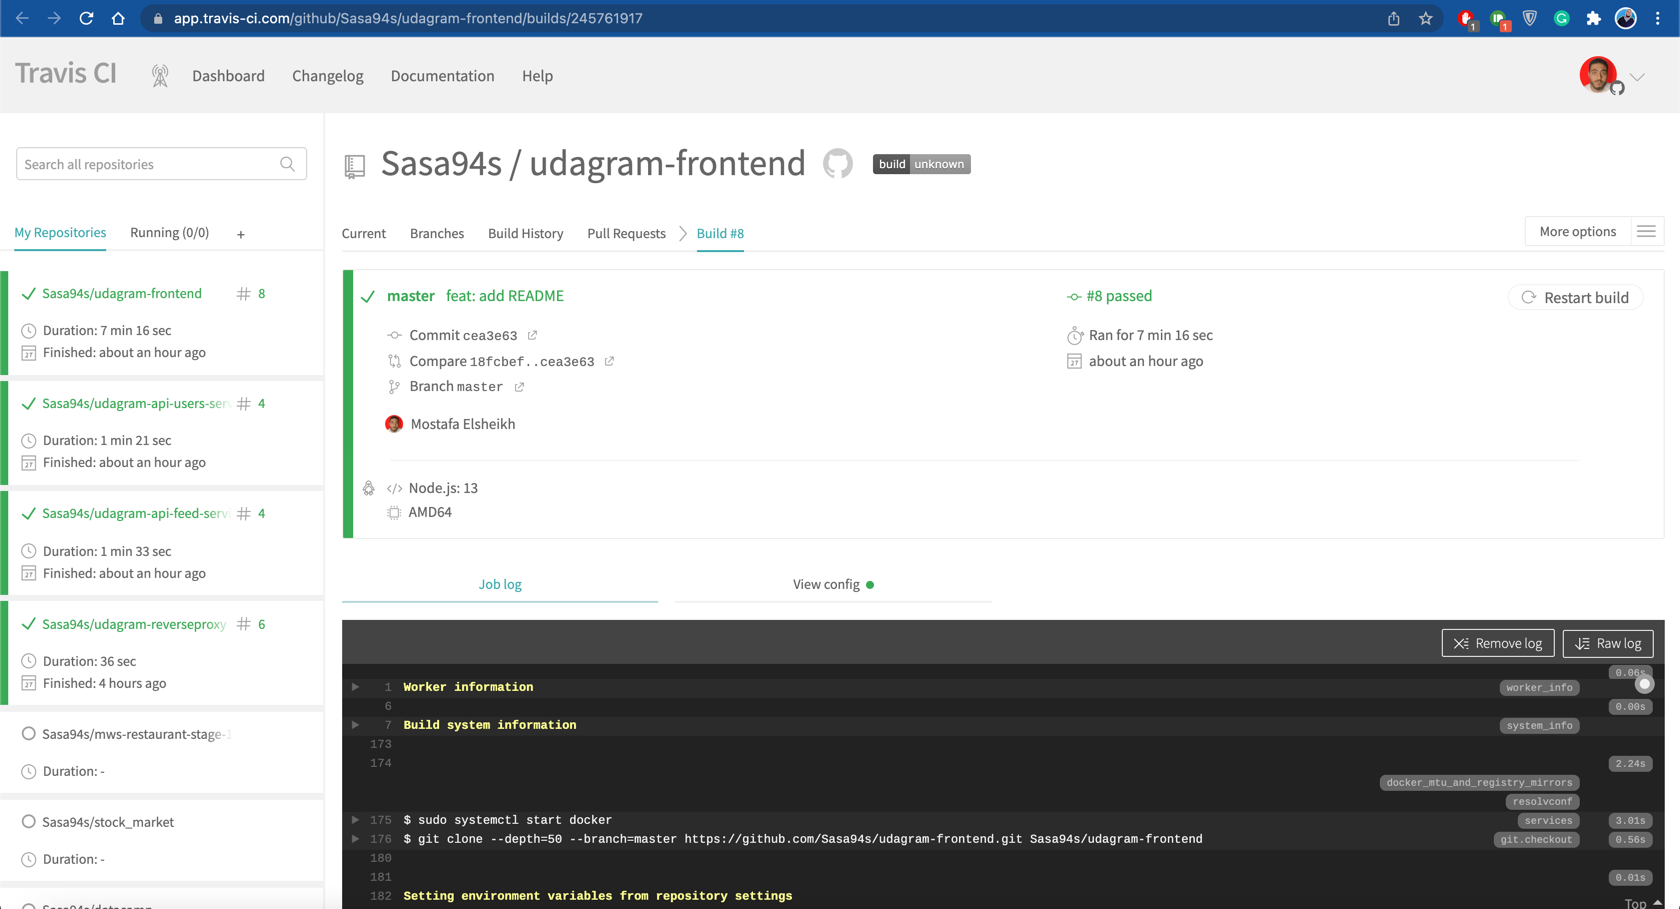 app.travis-ci.com/github/Sasa94s/udagram-frontend/builds/245761917
1
1
Travis CI
Dashboard
Changelog
Documentation
Help
Search all repositories
My Repositories
Running (0/0)
+
Sasa94s/udagram-frontend
# 8
Duration: 7 min 16 sec
27 Finished: about an hour ago
Sasa94s/udagram-api-users-serv
# 4
Duration: 1 min 21 sec
27 Finished: about an hour ago
Sasa94s/udagram-api-feed-servi
# 4
Duration: 1 min 33 sec
27 Finished: about an hour ago
Sasa94s/udagram-reverseproxy
# 6
Duration: 36 sec
27 Finished: 4 hours ago
Sasa94s/mws-restaurant-stage-1
Duration: -
Sasa94s/stock_market
Duration: -
Sasa94s / udagram-frontend
build unknown
Current
Branches
Build History
Pull Requests
Build #8
More options
master feat: add README
Commit cea3e63
Compare 18fcbef..cea3e63
Branch master
Mostafa Elsheikh
#8 passed
Ran for 7 min 16 sec
27 about an hour ago
Restart build
</> Node.js: 13
AMD64
Job log
View config
Remove log
Raw log
0.06s
1 Worker information worker_info
6 0.00s
7 Build system information system_info
173
174 2.24s
docker_mtu_and_registry_mirrors
resolvconf
175 $ sudo systemctl start docker services 3.01s
176 $ git clone --depth=50 --branch=master https://github.com/Sasa94s/udagram-frontend.git Sasa94s/udagram-frontend git.checkout 0.56s
180
181 0.01s
182 Setting environment variables from repository settings
Top